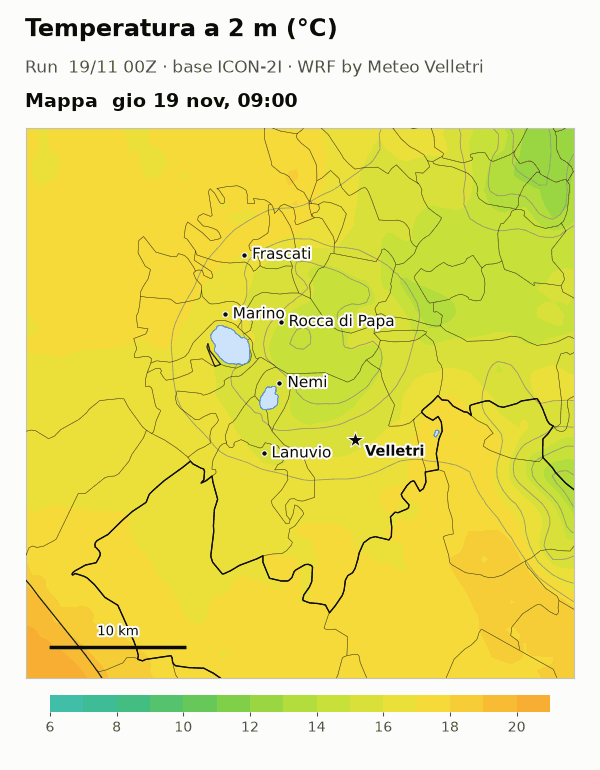 Temperatura a 2 m (°C)
Run  19/11 00Z · base ICON-2I · WRF by Meteo Velletri
Mappa  gio 19 nov, 09:00
Frascati
Marino
Rocca di Papa
Nemi
Velletri
Lanuvio
10 km
6 8 10 12 14 16 18 20